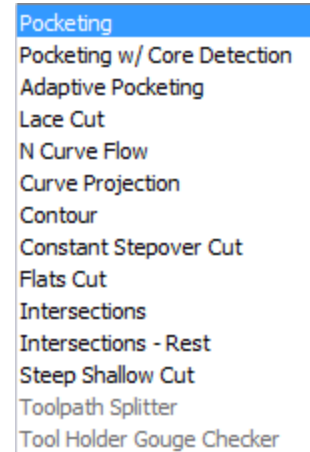 Pocketing
Pocketing w/ Core Detection
Adaptive Pocketing
Lace Cut
N Curve Flow
Curve Projection
Contour
Constant Stepover Cut
Flats Cut
Intersections
Intersections - Rest
Steep Shallow Cut
Toolpath Splitter
Tool Holder Gouge Checker